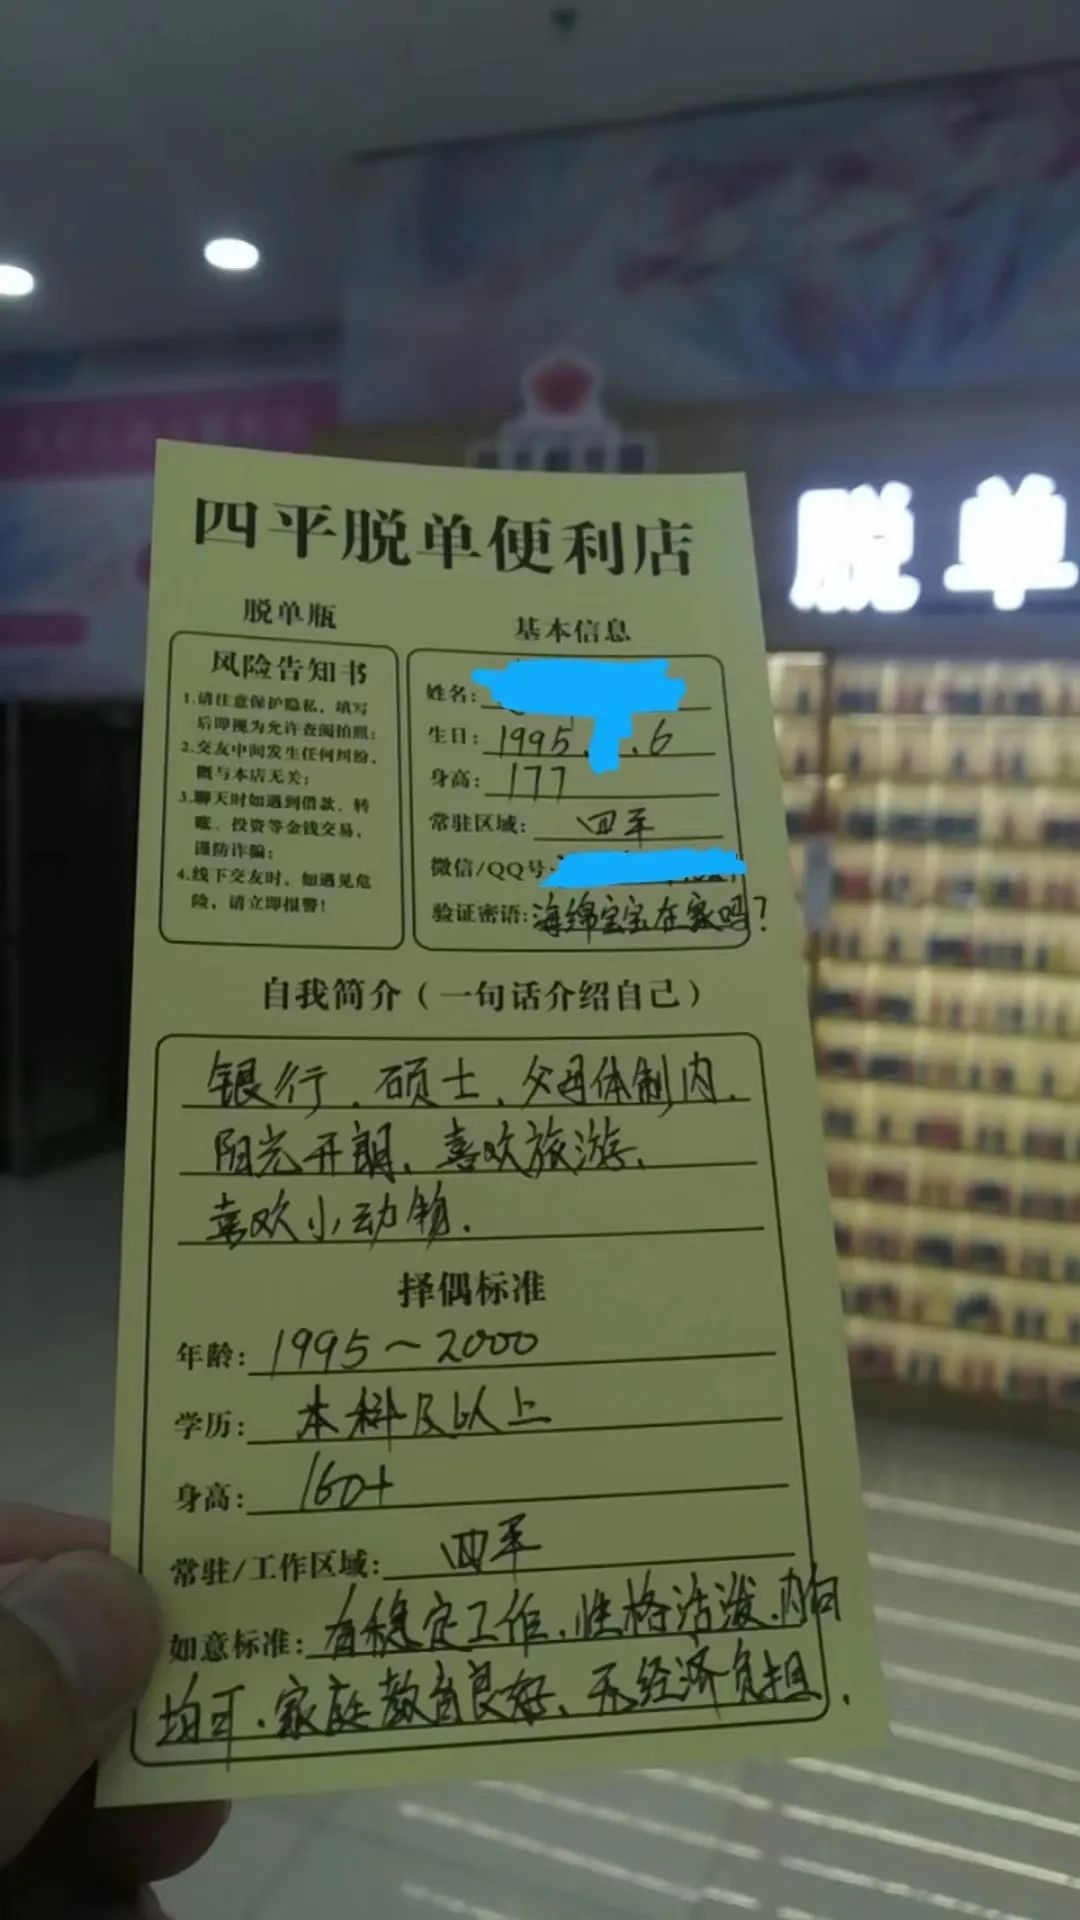 四平脱单便利店
脱 单
脱单瓶
风险告知书
1.请注意保护隐私，填写
后即视为允许查阅拍照；
2.交友中间发生任何纠纷，
概与本店无关；
3.聊天时如遇到借款、转
账、投资等金钱交易，
谨防诈骗；
4.线下交友时，如遇见危
险，请立即报警！
基本信息
姓名：
生日：1995. .6
身高：177
常驻区域：四平
微信/QQ号：
验证密语：海绵宝宝在家吗？
自我简介（一句话介绍自己）
银行、硕士、父母体制内、
阳光开朗、喜欢旅游、
喜欢小动物.
择偶标准
年龄：1995～2000
学历：本科及以上
身高：160+
常驻/工作区域：四平
如意标准：有稳定工作、性格活泼、内向
均可、家庭教育良好、无经济负担.